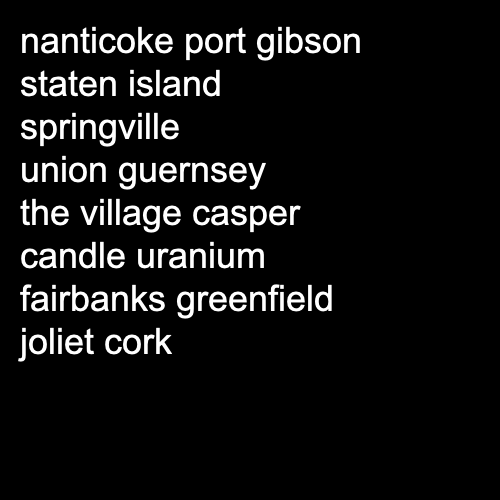 nanticoke port gibson
staten island
springville
union guernsey
the village casper
candle uranium
fairbanks greenfield
joliet cork